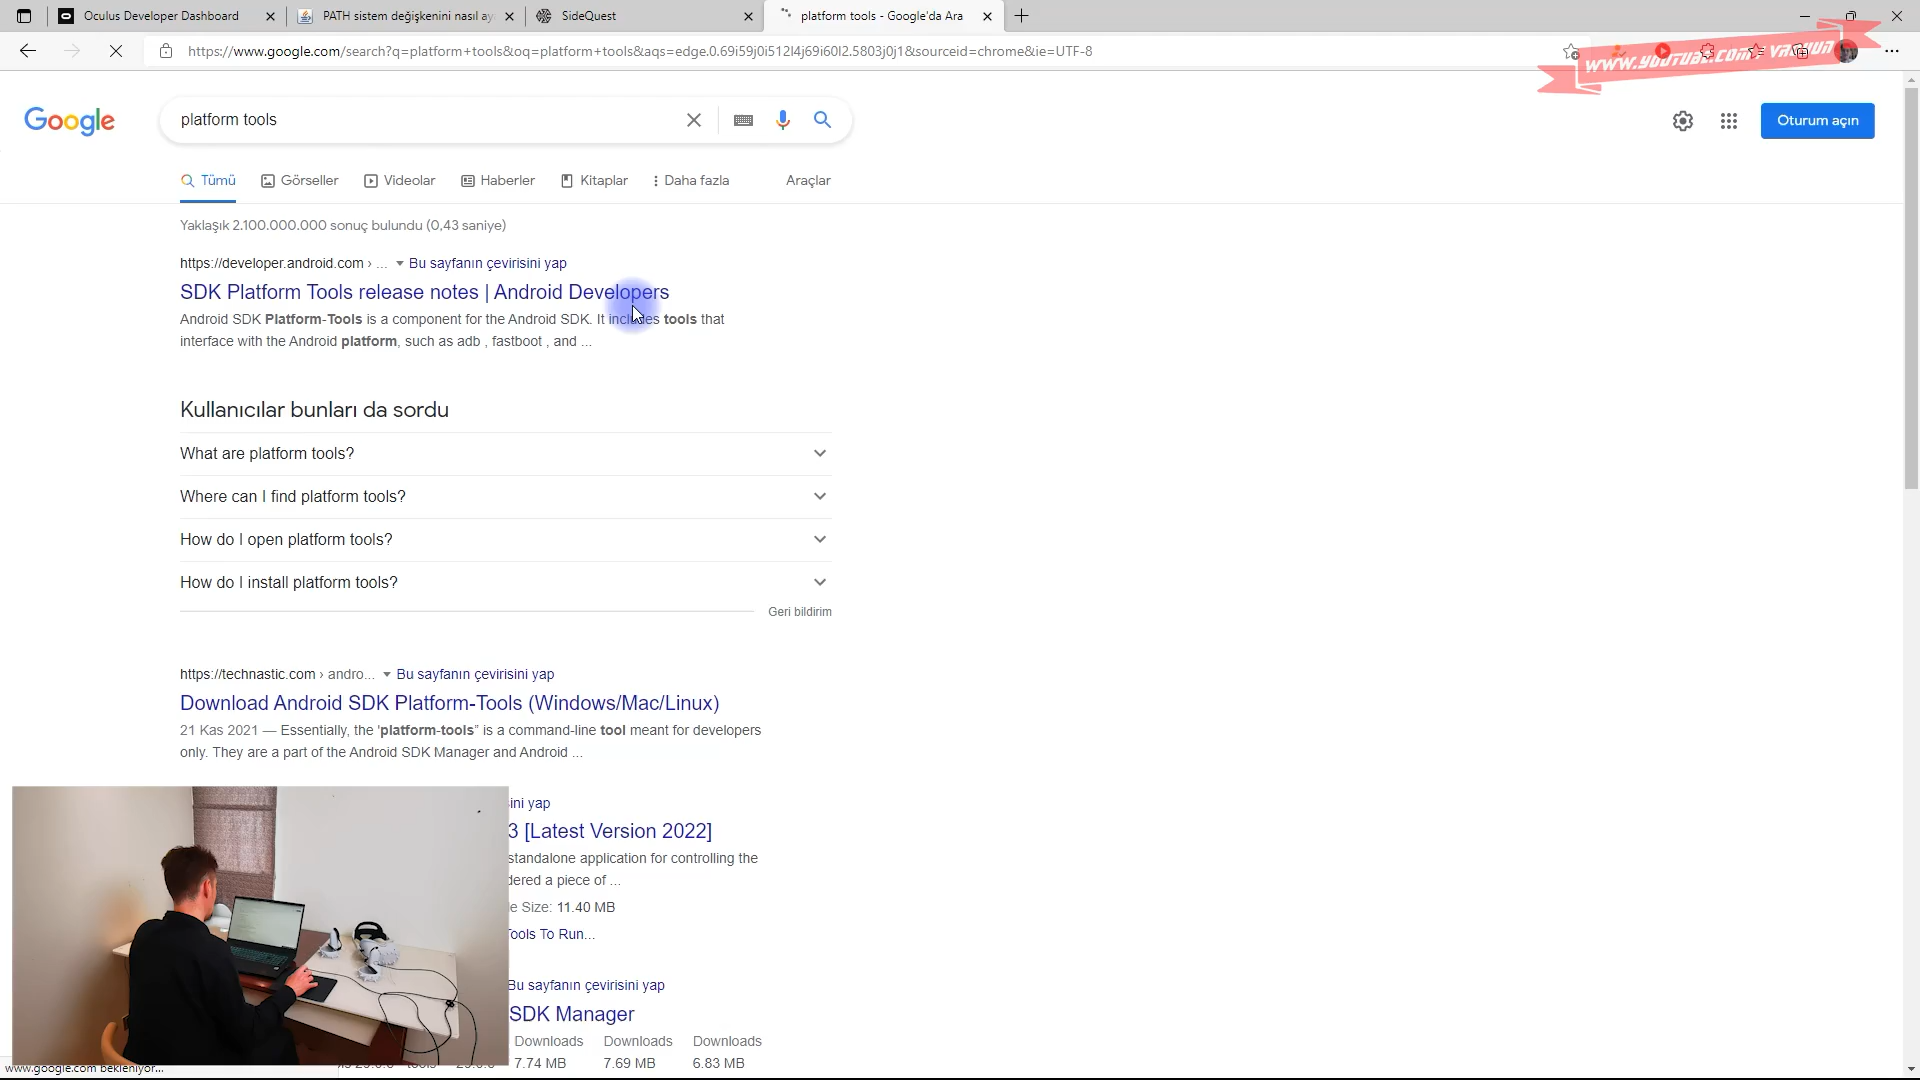 Oculus Developer Dashboard
PATH sistem değişkenini nasıl ay
SideQuest
platform tools - Google'da Ara
https://www.google.com/search?q=platform+tools&oq=platform+tools&aqs=edge.0.69i59j0i512l4j69i60l2.5803j0j1&sourceid=chrome&ie=UTF-8
Google
platform tools
Oturum açın
Tümü
Görseller
Videolar
Haberler
Kitaplar
Daha fazla
Araçlar
Yaklaşık 2.100.000.000 sonuç bulundu (0,43 saniye)
https://developer.android.com › ... Bu sayfanın çevirisini yap
SDK Platform Tools release notes | Android Developers
Android SDK Platform-Tools is a component for the Android SDK. It includes tools that
interface with the Android platform, such as adb , fastboot , and ...
Kullanıcılar bunları da sordu
What are platform tools?
Where can I find platform tools?
How do I open platform tools?
How do I install platform tools?
Geri bildirim
https://technastic.com › andro... Bu sayfanın çevirisini yap
Download Android SDK Platform-Tools (Windows/Mac/Linux)
21 Kas 2021 — Essentially, the 'platform-tools” is a command-line tool meant for developers
only. They are a part of the Android SDK Manager and Android ...
ini yap
3 [Latest Version 2022]
standalone application for controlling the
dered a piece of ...
e Size: 11.40 MB
Tools To Run...
Bu sayfanın çevirisini yap
SDK Manager
Downloads Downloads Downloads
7.74 MB 7.69 MB 6.83 MB
www.google.com bekleniyor...